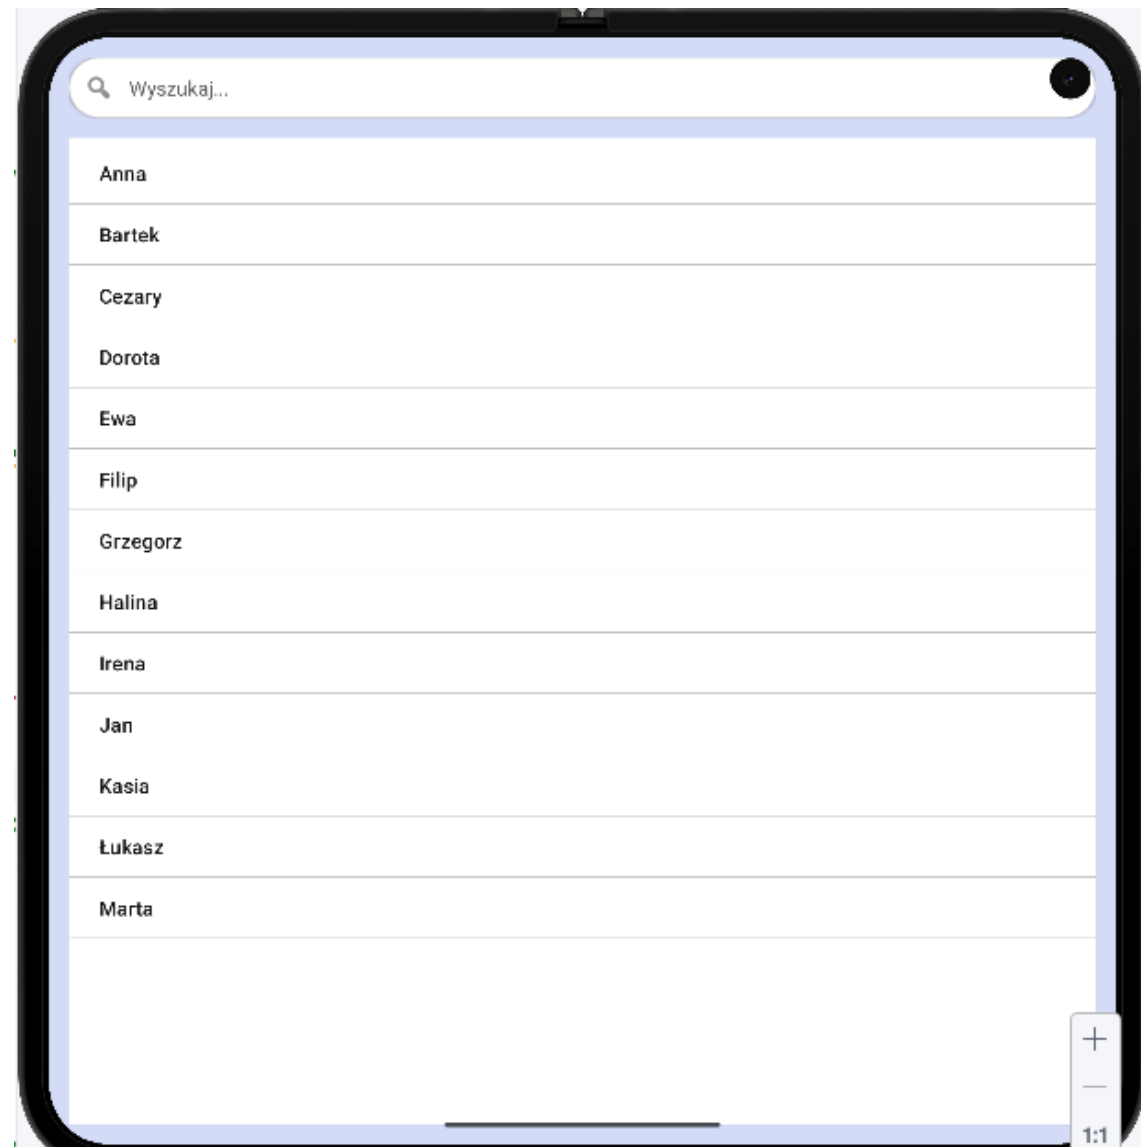 Wyszukaj...
Anna
Bartek
Cezary
Dorota
Ewa
Filip
Grzegorz
Halina
Irena
Jan
Kasia
Łukasz
Marta
1:1